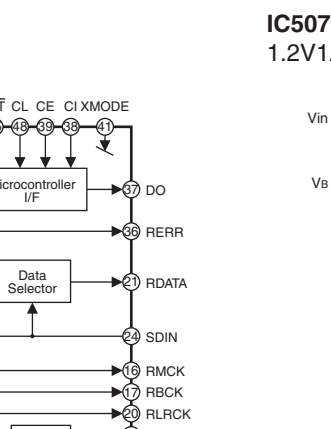 IC507
1.2V1
Vin
VB
CL CE CI XMODE
48 39 38 41
icrocontroller
I/F
37 DO
36 RERR
Data
Selector
21 RDATA
24 SDIN
16 RMCK
17 RBCK
20 RLRCK